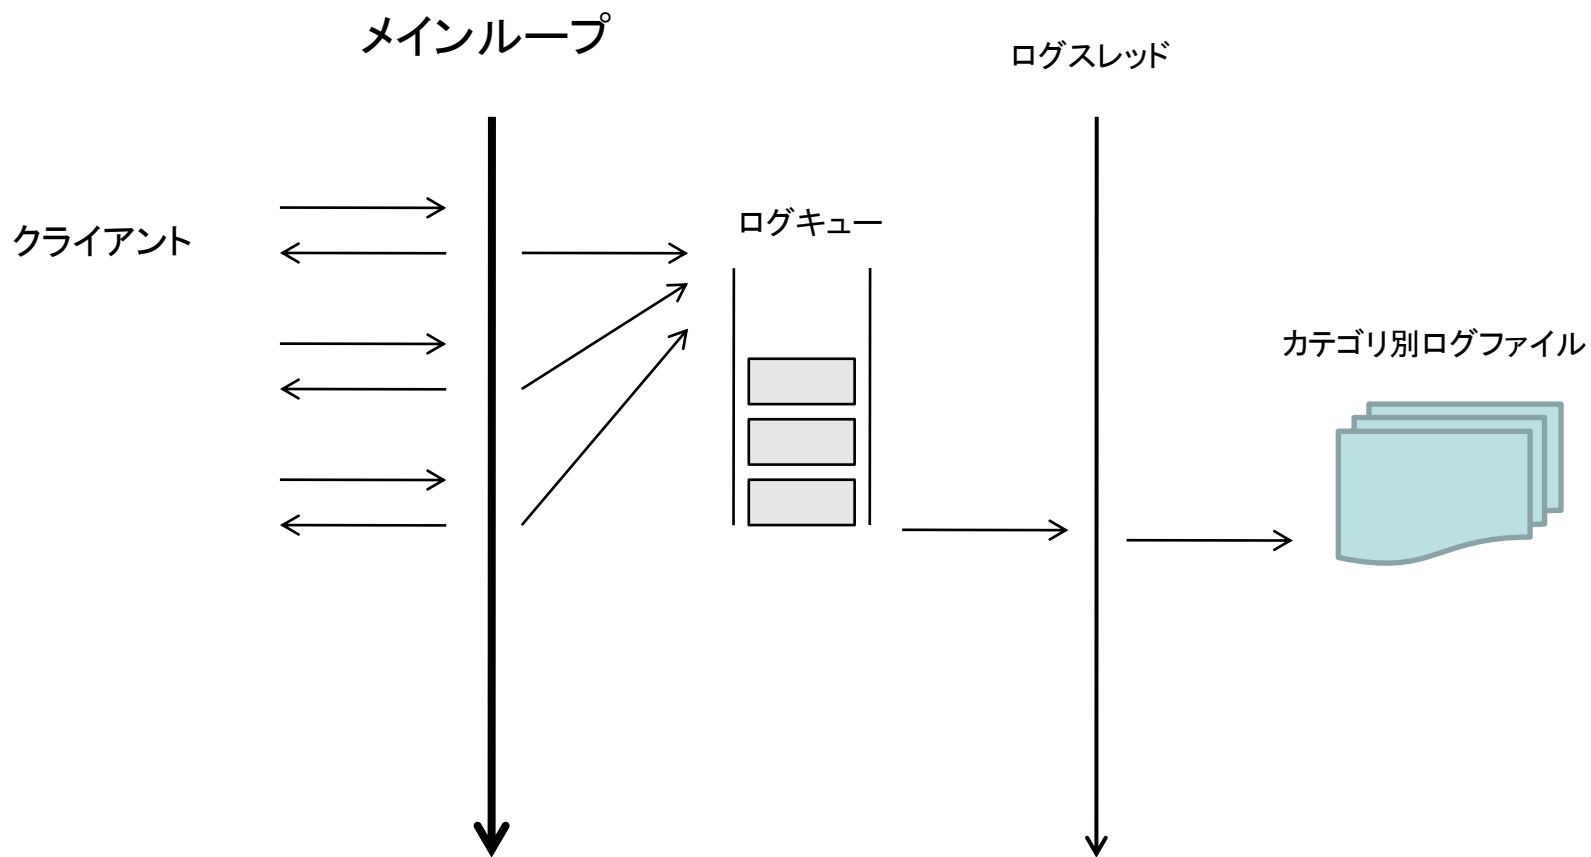 メインループ
ログスレッド
クライアント
ログキュー
カテゴリ別ログファイル